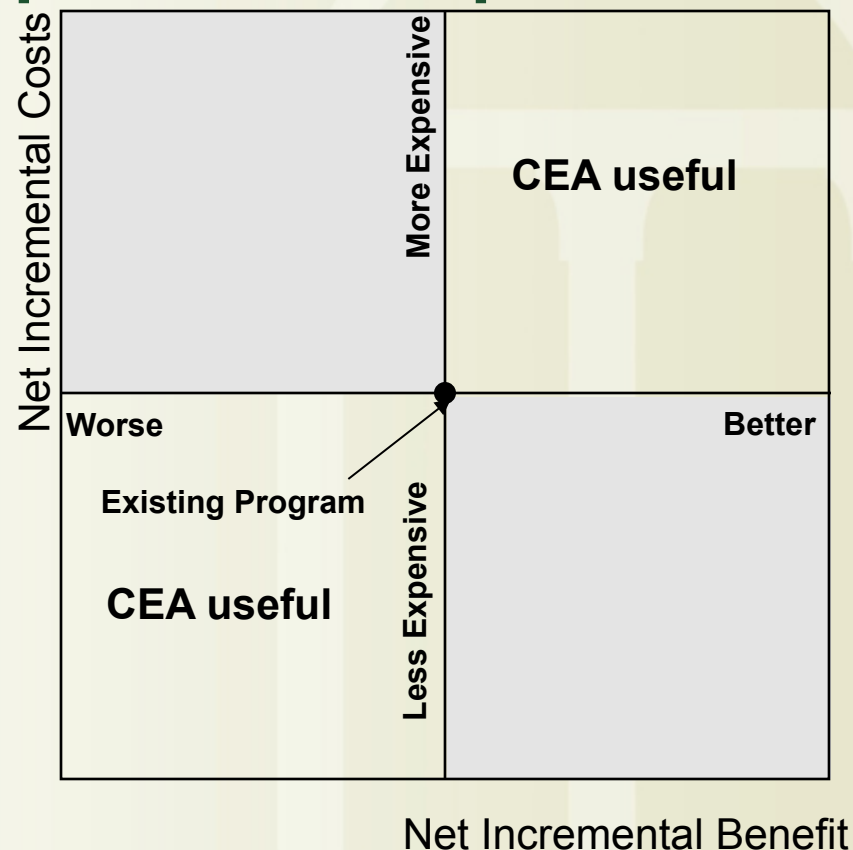 Net Incremental Costs
More Expensive
CEA useful
Worse
Better
Existing Program
Less Expensive
CEA useful
Net Incremental Benefit